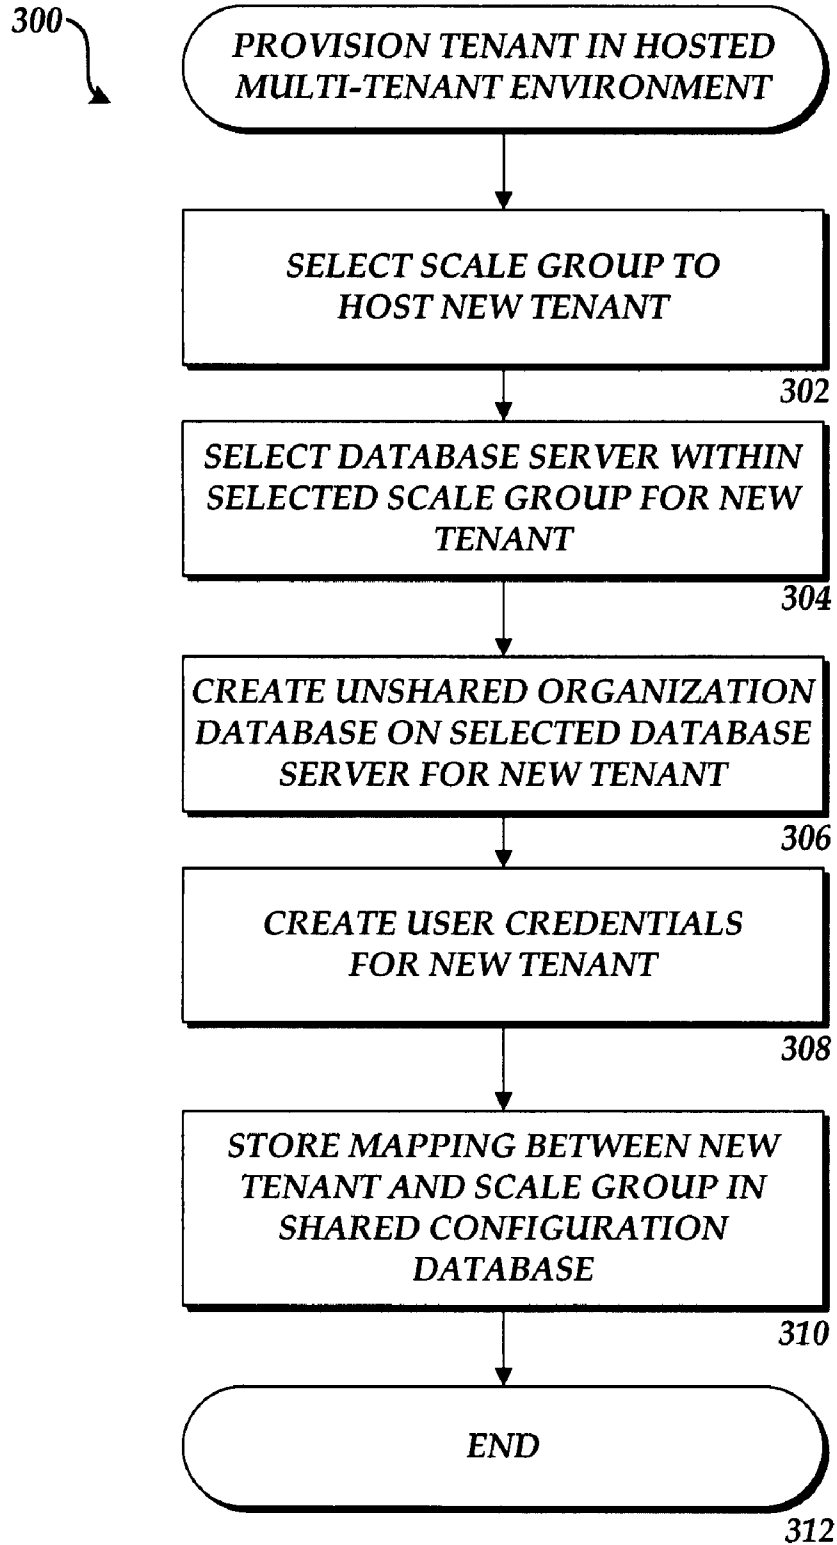 300
PROVISION TENANT IN HOSTED
MULTI-TENANT ENVIRONMENT
SELECT SCALE GROUP TO
HOST NEW TENANT
302
SELECT DATABASE SERVER WITHIN
SELECTED SCALE GROUP FOR NEW
TENANT
304
CREATE UNSHARED ORGANIZATION
DATABASE ON SELECTED DATABASE
SERVER FOR NEW TENANT
306
CREATE USER CREDENTIALS
FOR NEW TENANT
308
STORE MAPPING BETWEEN NEW
TENANT AND SCALE GROUP IN
SHARED CONFIGURATION
DATABASE
310
END
312